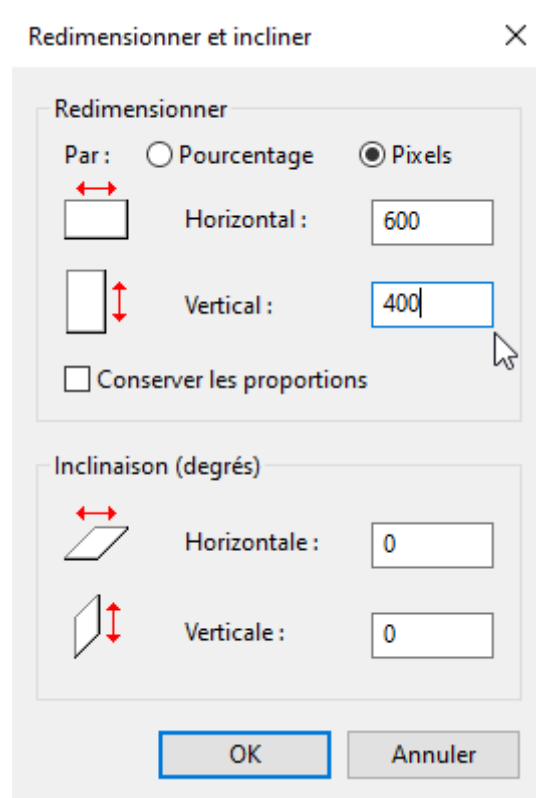 Redimensionner et incliner
Redimensionner
Par : Pourcentage Pixels
Horizontal : 600
Vertical : 400
Conserver les proportions
Inclinaison (degrés)
Horizontale : 0
Verticale : 0
OK Annuler